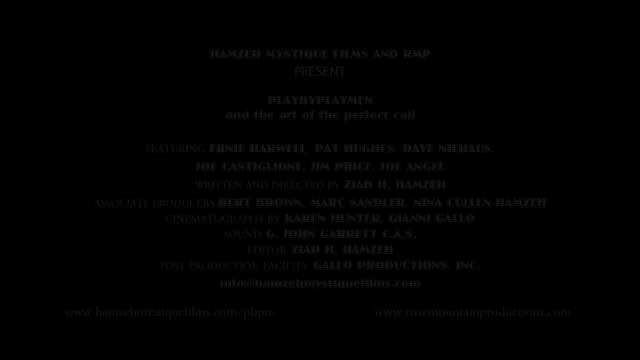 HAMZEH MYSTIQUE FILMS AND RMP
PRESENT
PLAYBYPLAYMEN
and the art of the perfect call
FEATURING ERNIE HARWELL, PAT HUGHES, DAVE NIEHAUS,
JOE CASTIGLIONE, JIM PRICE, JOE ANGEL
WRITTEN AND DIRECTED BY ZIAD H. HAMZEH
ASSOCIATE PRODUCERS BERT BROWN, MARC SANDLER, NINA CULLEN-HAMZEH
CINEMATOGRAPHY BY KAREN HUNTER, GIANNI GALLO
SOUND G. JOHN GARRETT C.A.S.
EDITOR ZIAD H. HAMZEH
POST PRODUCTION FACILITY GALLO PRODUCTIONS, INC.
info@hamzehmystiquefilms.com
www.hamzehmystiquefilms.com/pbpm www.rosemountainproductions.com